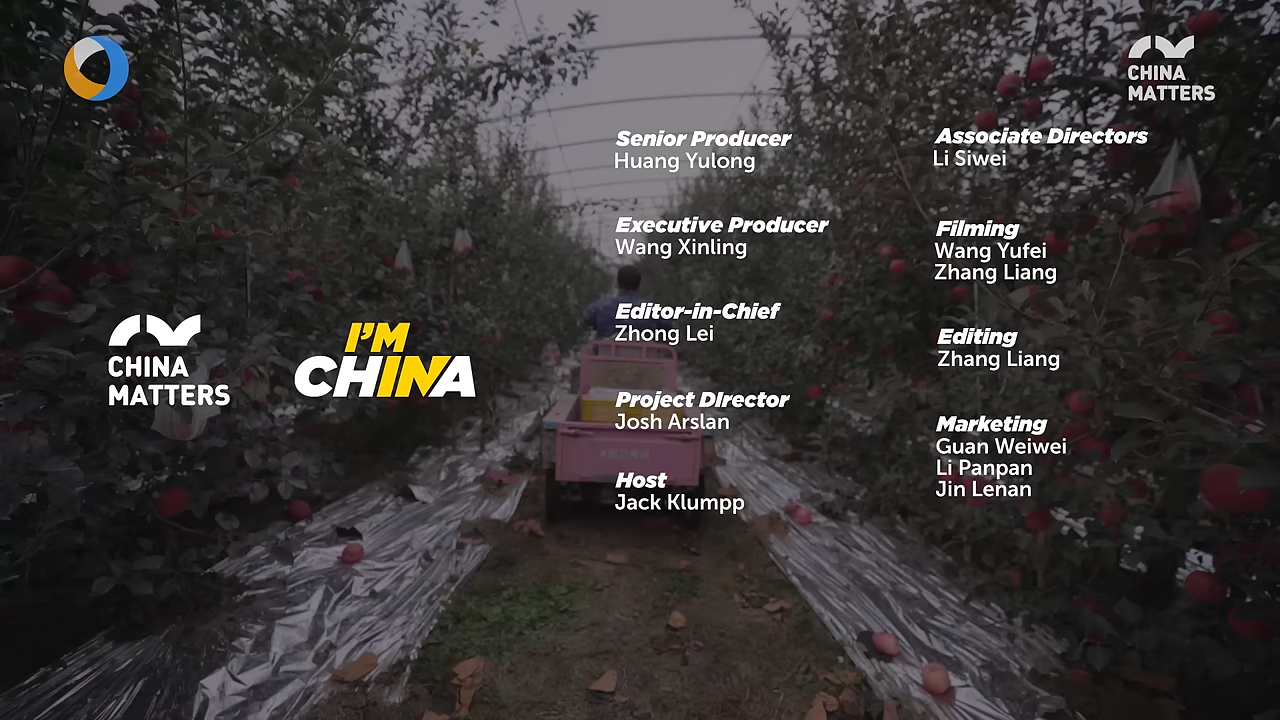 CHINA
MATTERS
CHINA
MATTERS
I'M
CHINA
Senior Producer
Huang Yulong
Executive Producer
Wang Xinling
Editor-in-Chief
Zhong Lei
Project Director
Josh Arslan
Host
Jack Klumpp
Associate Directors
Li Siwei
Filming
Wang Yufei
Zhang Liang
Editing
Zhang Liang
Marketing
Guan Weiwei
Li Panpan
Jin Lenan